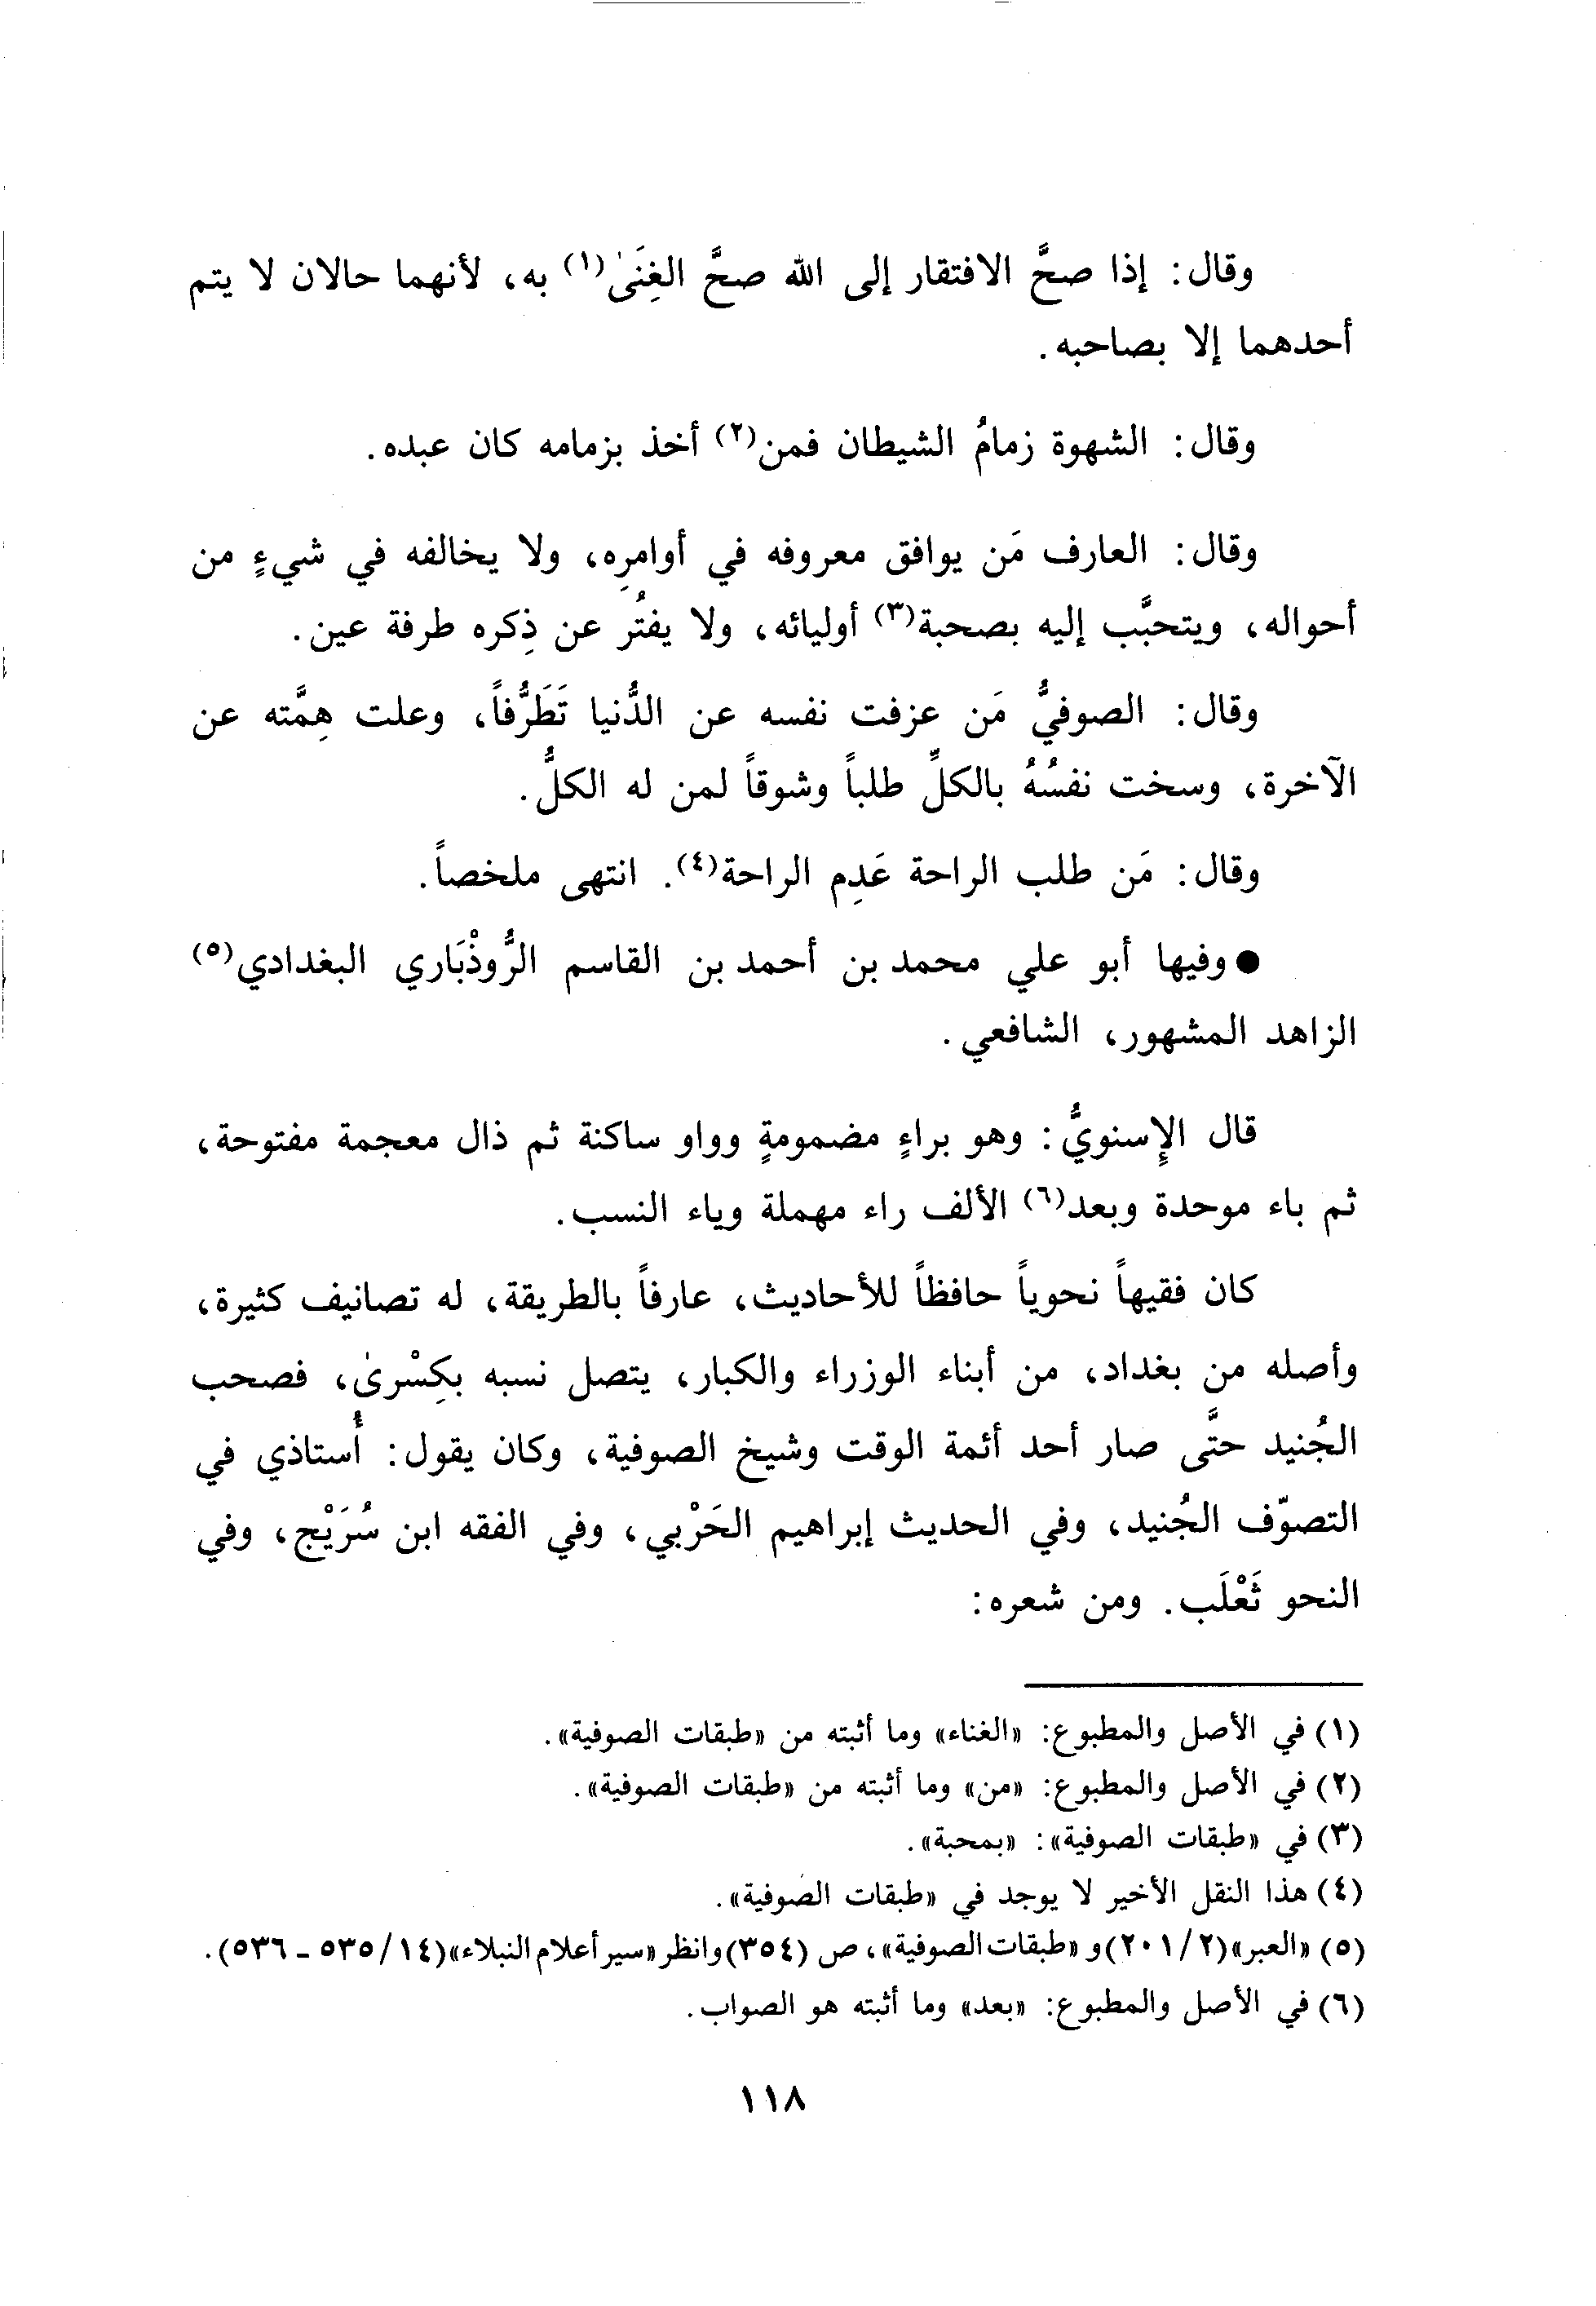 وقال: إذا صحَّ الافتقار إلى الله صحَّ الغِنَىٰ(١) به، لأنهما حالان لا يتم
أحدهما إلا بصاحبه.
وقال: الشهوة زمامُ الشيطان فمن(٢) أخذ بزمامه كان عبده.
وقال: العارف مَن يوافق معروفه في أوامرِه، ولا يخالفه في شيءٍ من
أحواله، ويتحبَّب إليه بصحبة(٣) أوليائه، ولا يفتُر عن ذِكره طرفة عين.
وقال: الصوفيُّ مَن عزفت نفسه عن الدُّنيا تَطَرُّفاً، وعلت هِمَّته عن
الآخرة، وسخت نفسُهُ بالكلِّ طلباً وشوقاً لمن له الكلُّ.
وقال: مَن طلب الراحة عَدِم الراحة(٤). انتهى ملخصاً.
● وفيها أبو علي محمد بن أحمد بن القاسم الرُّوذْبَاري البغدادي(٥)
الزاهد المشهور، الشافعي.
قال الإِسنويُّ: وهو براءٍ مضمومةٍ وواو ساكنة ثم ذال معجمة مفتوحة،
ثم باء موحدة وبعد(٦) الألف راء مهملة وياء النسب.
كان فقيهاً نحوياً حافظاً للأحاديث، عارفاً بالطريقة، له تصانيف كثيرة،
وأصله من بغداد، من أبناء الوزراء والكبار، يتصل نسبه بكِسْرىٰ، فصحب
الجُنيد حتَّى صار أحد أئمة الوقت وشيخ الصوفية، وكان يقول: أُستاذي في
التصوّف الجُنيد، وفي الحديث إبراهيم الحَرْبي، وفي الفقه ابن سُرَيْج، وفي
النحو ثَعْلَب. ومن شعره:
(١) في الأصل والمطبوع: «الغناء» وما أثبته من «طبقات الصوفية».
(٢) في الأصل والمطبوع: «من» وما أثبته من «طبقات الصوفية».
(٣) في «طبقات الصوفية»: «بمحبة».
(٤) هذا النقل الأخير لا يوجد في «طبقات الصوفية».
(٥) «العبر» (٢/ ٢٠١) و «طبقات الصوفية»، ص (٣٥٤) وانظر «سير أعلام النبلاء» (١٤/ ٥٣٥ - ٥٣٦).
(٦) في الأصل والمطبوع: «بعد» وما أثبته هو الصواب.
١١٨